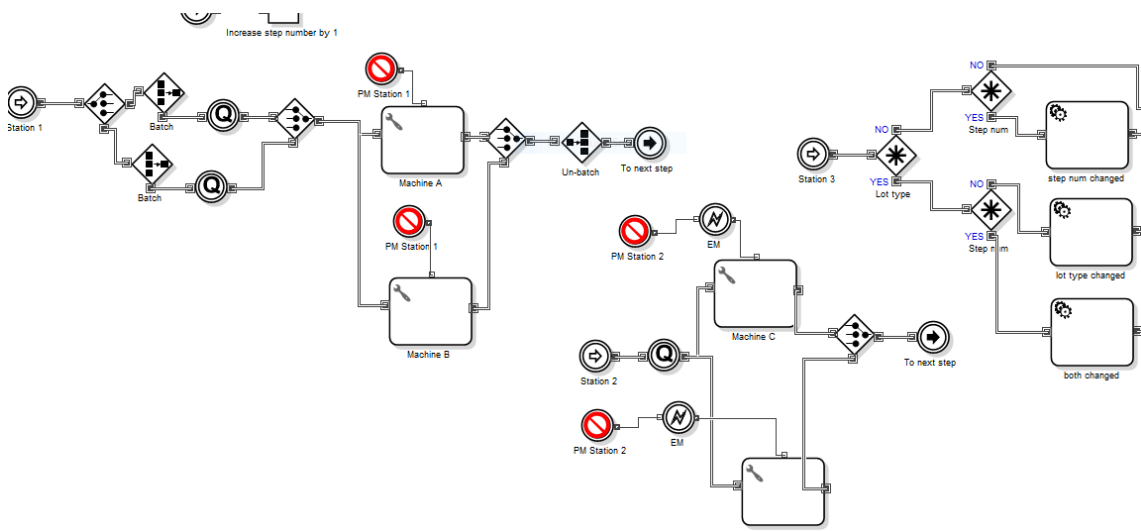 Increase step number by 1
PM Station 1
NO
Station 1
Batch
Q
Machine A
Un-batch
To next step
NO
YES
Step num
step num changed
Station 3
YES
Lot type
Batch
Q
PM Station 1
NO
YES
Step num
lot type changed
PM Station 2
EM
Machine B
Machine C
Station 2
Q
To next step
both changed
PM Station 2
EM